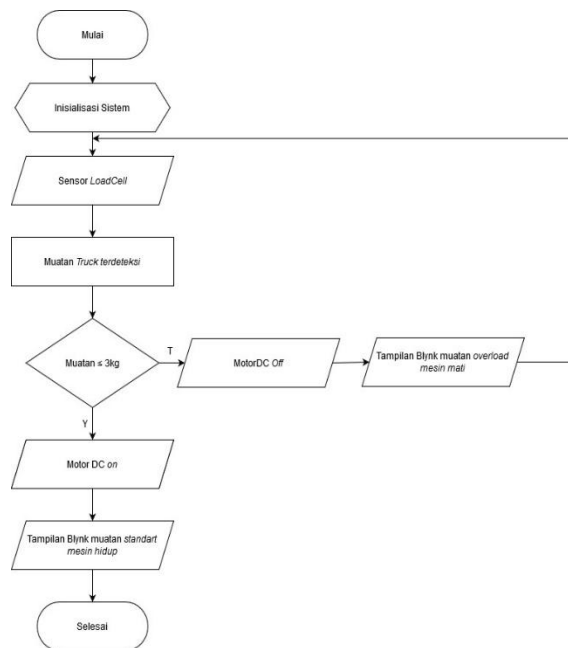 Mulai
Inisialisasi Sistem
Sensor LoadCell
Muatan Truck terdeteksi
Muatan ≤ 3kg
T
MotorDC Off
Tampilan Blynk muatan overload
mesin mati
Y
Motor DC on
Tampilan Blynk muatan standart
mesin hidup
Selesai